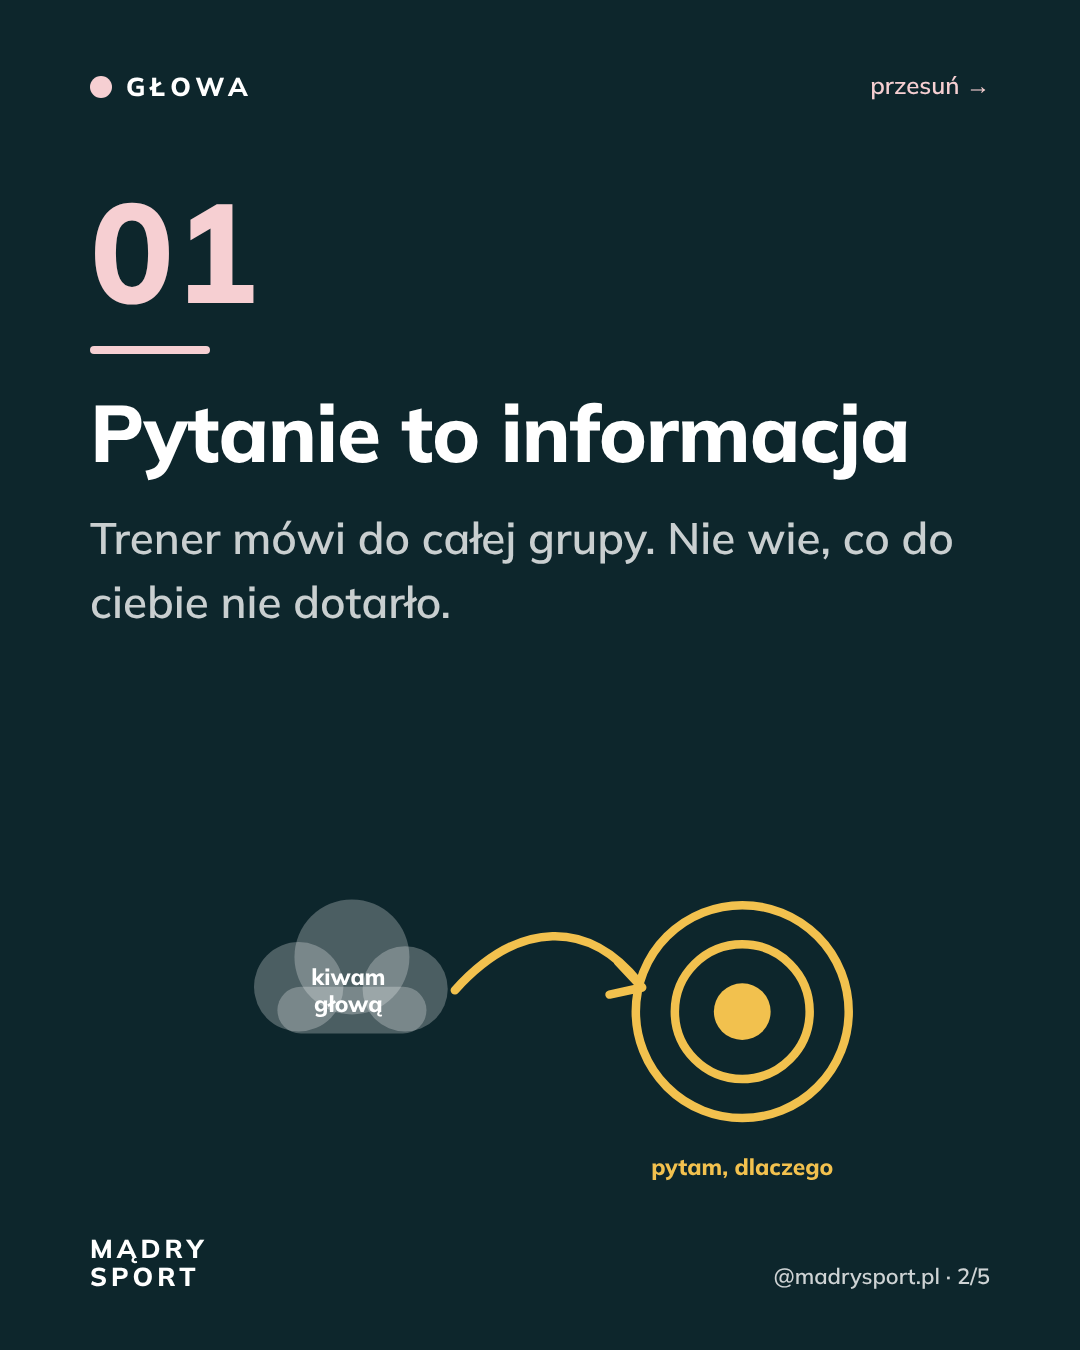 GŁOWA
przesuń →
01
Pytanie to informacja
Trener mówi do całej grupy. Nie wie, co do
ciebie nie dotarło.
kiwam
głową
pytam, dlaczego
MĄDRY
SPORT
@madrysport.pl · 2/5